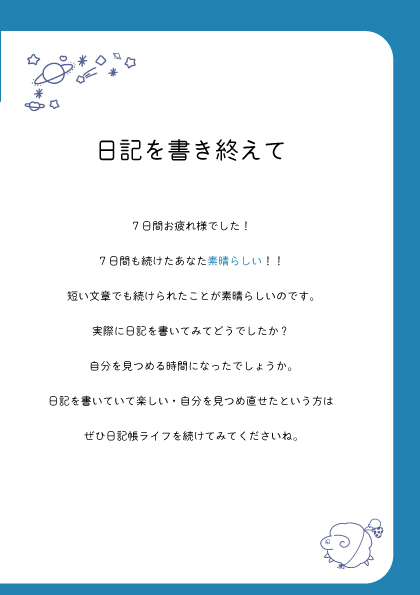 日記を書き終えて
7日間お疲れ様でした！
7日間も続けたあなた素晴らしい！！
短い文章でも続けられたことが素晴らしいのです。
実際に日記を書いてみてどうでしたか？
自分を見つめる時間になったでしょうか。
日記を書いていて楽しい・自分を見つめ直せたという方は
ぜひ日記帳ライフを続けてみてくださいね。